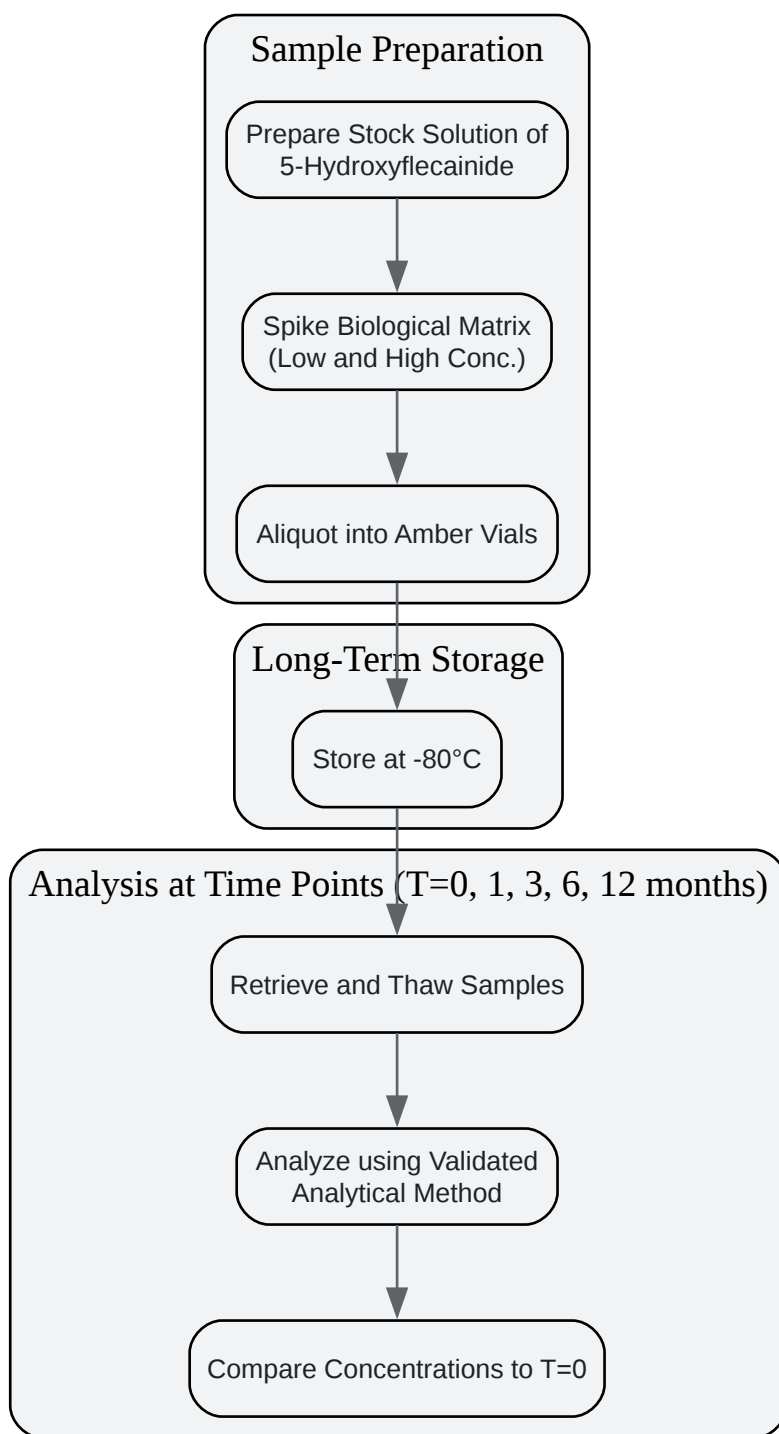 Sample Preparation
Prepare Stock Solution of
5-Hydroxyflecainide
Spike Biological Matrix
(Low and High Conc.)
Aliquot into Amber Vials
Long-Term Storage
Store at -80°C
Analysis at Time Points (T=0, 1, 3, 6, 12 months)
Retrieve and Thaw Samples
Analyze using Validated
Analytical Method
Compare Concentrations to T=0